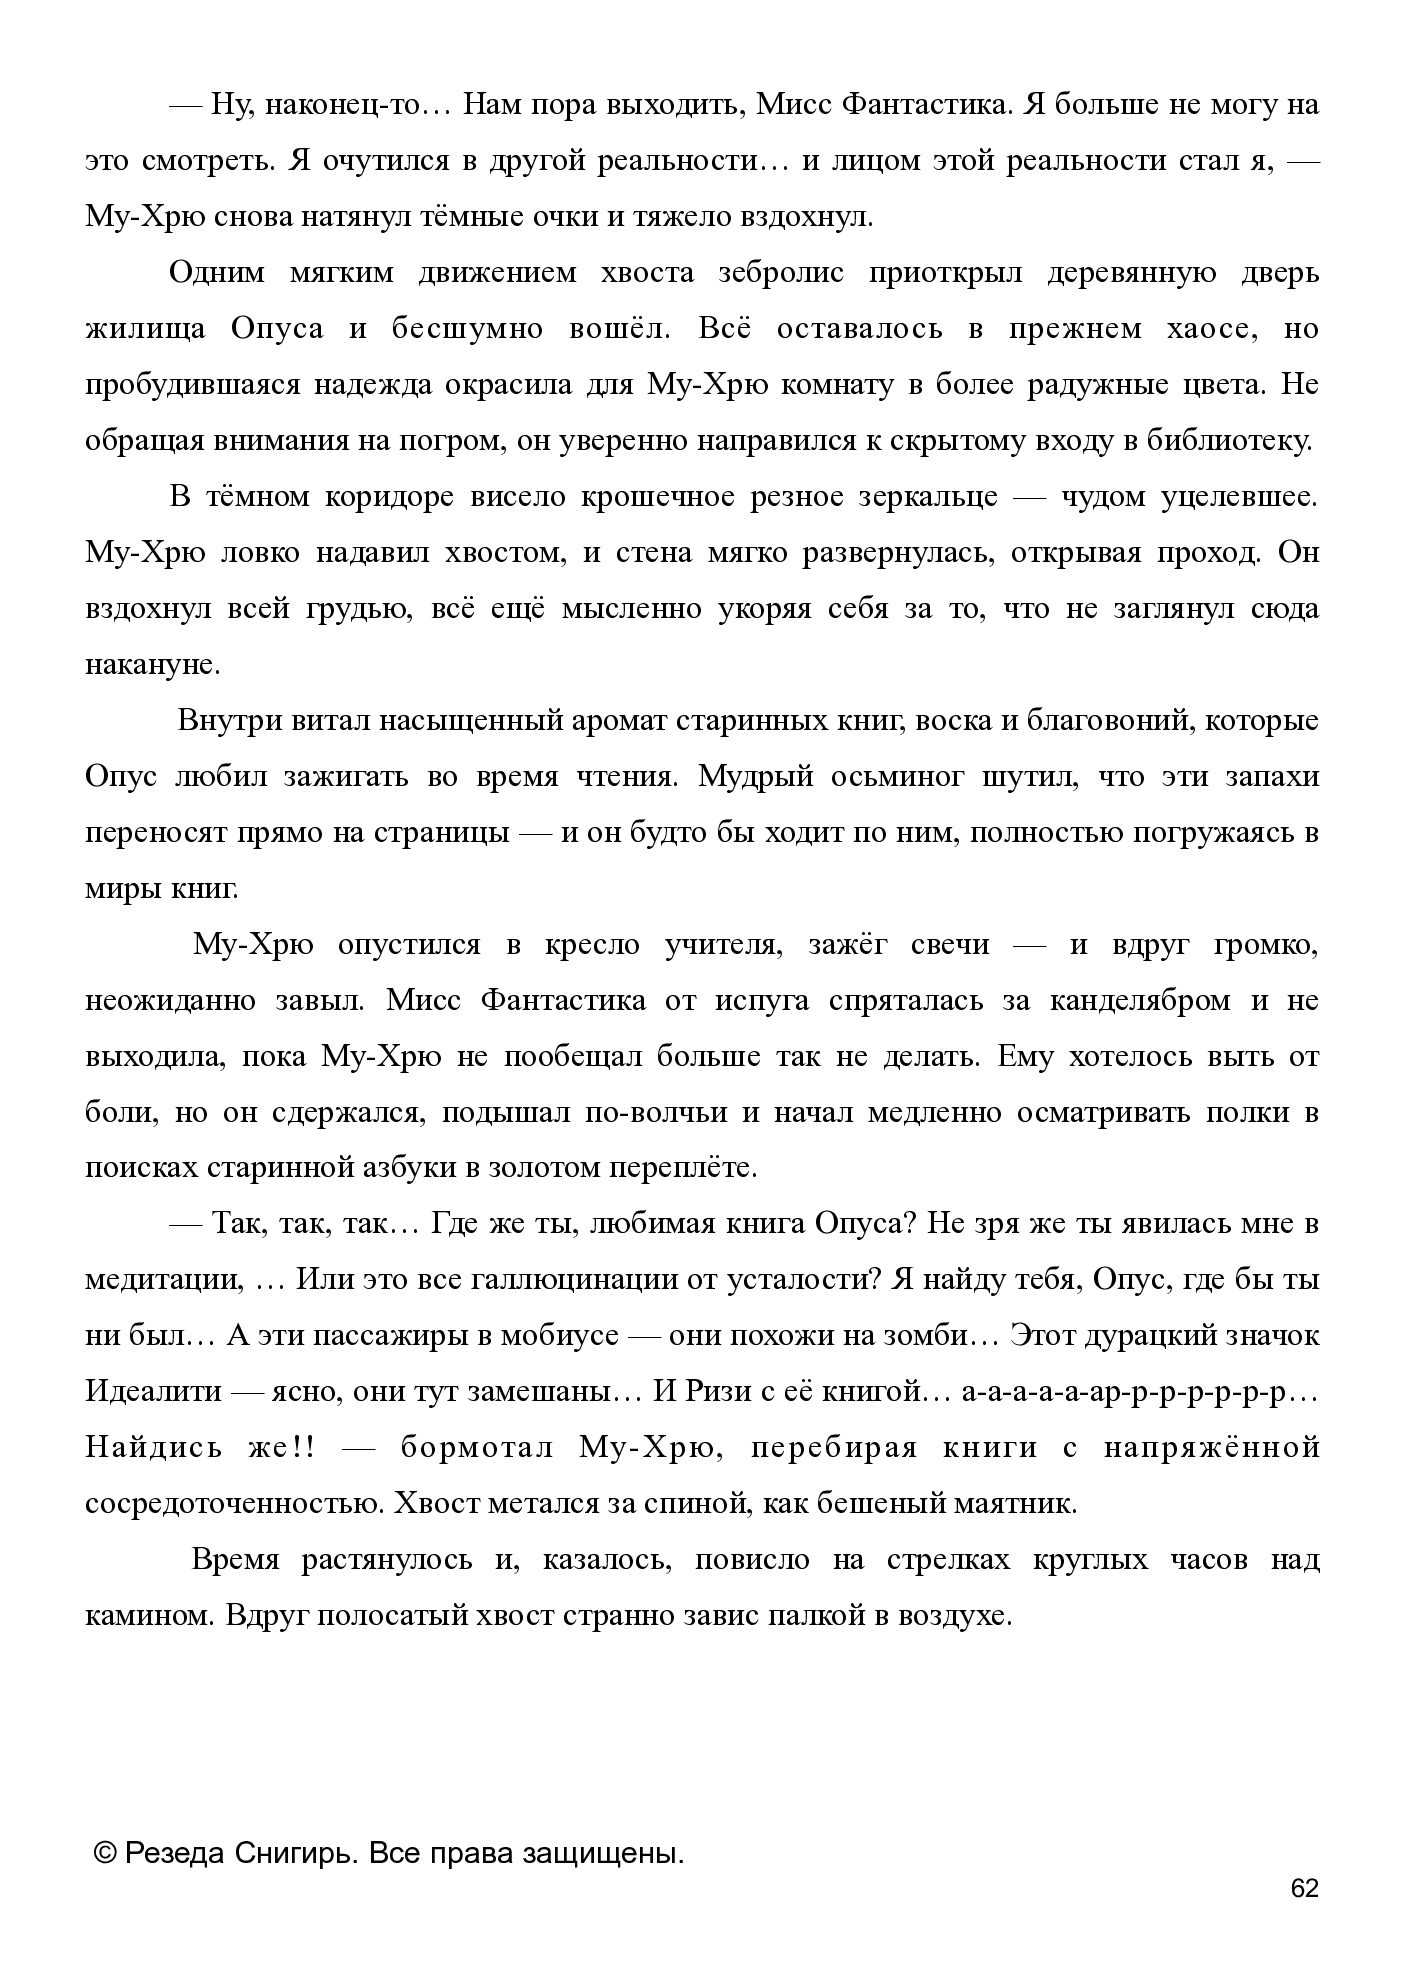 — Ну, наконец-то… Нам пора выходить, Мисс Фантастика. Я больше не могу на
это смотреть. Я очутился в другой реальности… и лицом этой реальности стал я, —
Му-Хрю снова натянул тёмные очки и тяжело вздохнул.
Одним мягким движением хвоста зебролис приоткрыл деревянную дверь
жилища Опуса и бесшумно вошёл. Всё оставалось в прежнем хаосе, но
пробудившаяся надежда окрасила для Му-Хрю комнату в более радужные цвета. Не
обращая внимания на погром, он уверенно направился к скрытому входу в библиотеку.
В тёмном коридоре висело крошечное резное зеркальце — чудом уцелевшее.
Му-Хрю ловко надавил хвостом, и стена мягко развернулась, открывая проход. Он
вздохнул всей грудью, всё ещё мысленно укоряя себя за то, что не заглянул сюда
накануне.
Внутри витал насыщенный аромат старинных книг, воска и благовоний, которые
Опус любил зажигать во время чтения. Мудрый осьминог шутил, что эти запахи
переносят прямо на страницы — и он будто бы ходит по ним, полностью погружаясь в
миры книг.
Му-Хрю опустился в кресло учителя, зажёг свечи — и вдруг громко,
неожиданно завыл. Мисс Фантастика от испуга спряталась за канделябром и не
выходила, пока Му-Хрю не пообещал больше так не делать. Ему хотелось выть от
боли, но он сдержался, подышал по-волчьи и начал медленно осматривать полки в
поисках старинной азбуки в золотом переплёте.
— Так, так, так… Где же ты, любимая книга Опуса? Не зря же ты явилась мне в
медитации, … Или это все галлюцинации от усталости? Я найду тебя, Опус, где бы ты
ни был… А эти пассажиры в мобиусе — они похожи на зомби… Этот дурацкий значок
Идеалити — ясно, они тут замешаны… И Ризи с её книгой… а-а-а-а-а-ар-р-р-р-р-р-р…
Найдись же!! — бормотал Му-Хрю, перебирая книги с напряжённой
сосредоточенностью. Хвост метался за спиной, как бешеный маятник.
Время растянулось и, казалось, повисло на стрелках круглых часов над
камином. Вдруг полосатый хвост странно завис палкой в воздухе.
© Резеда Снигирь. Все права защищены.
62